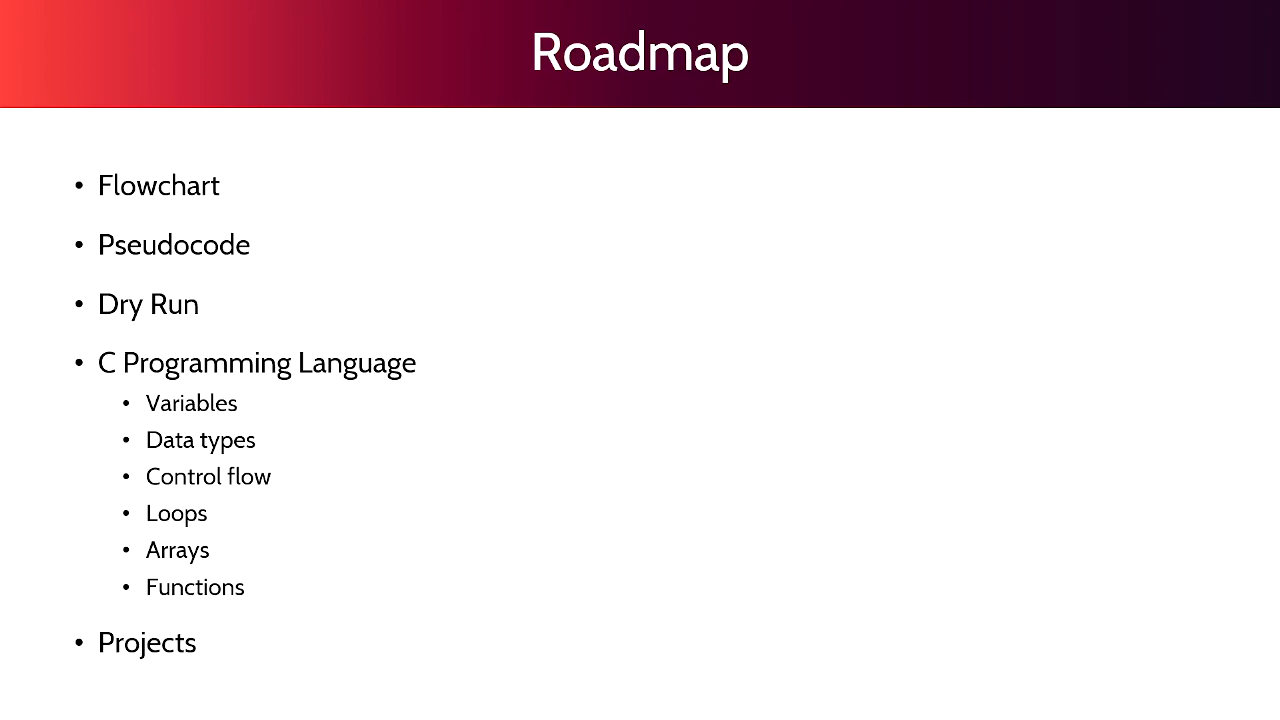 Roadmap
• Flowchart
• Pseudocode
• Dry Run
• C Programming Language
• Variables
• Data types
• Control flow
• Loops
• Arrays
• Functions
• Projects